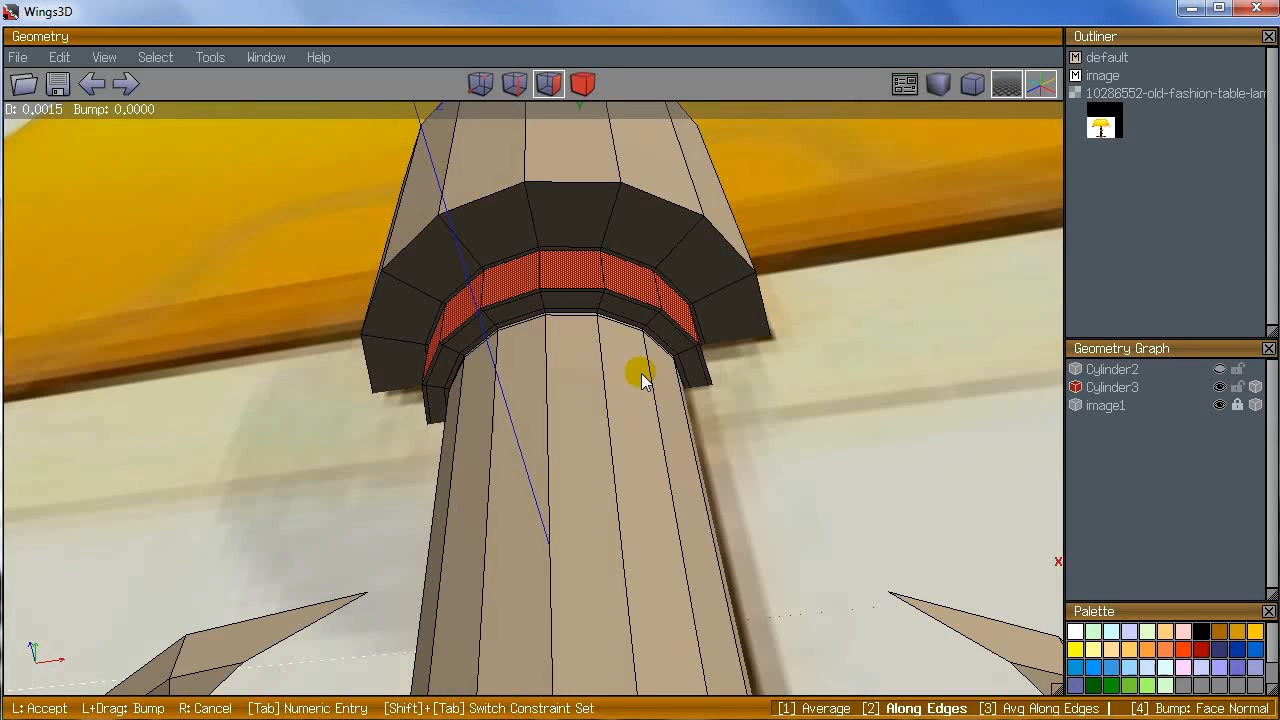 Wings3D
Geometry
File Edit View Select Tools Window Help
D: 0.0015 Bump: 0.0000
Outliner
default
image
10286552-old-fashion-table-lam
Geometry Graph
Cylinder2
Cylinder3
image1
X
Palette
L: Accept L+Drag: Bump R: Cancel [Tab] Numeric Entry [Shift]+[Tab] Switch Constraint Set [1] Average [2] Along Edges [3] Avg Along Edges [4] Bump: Face Normal